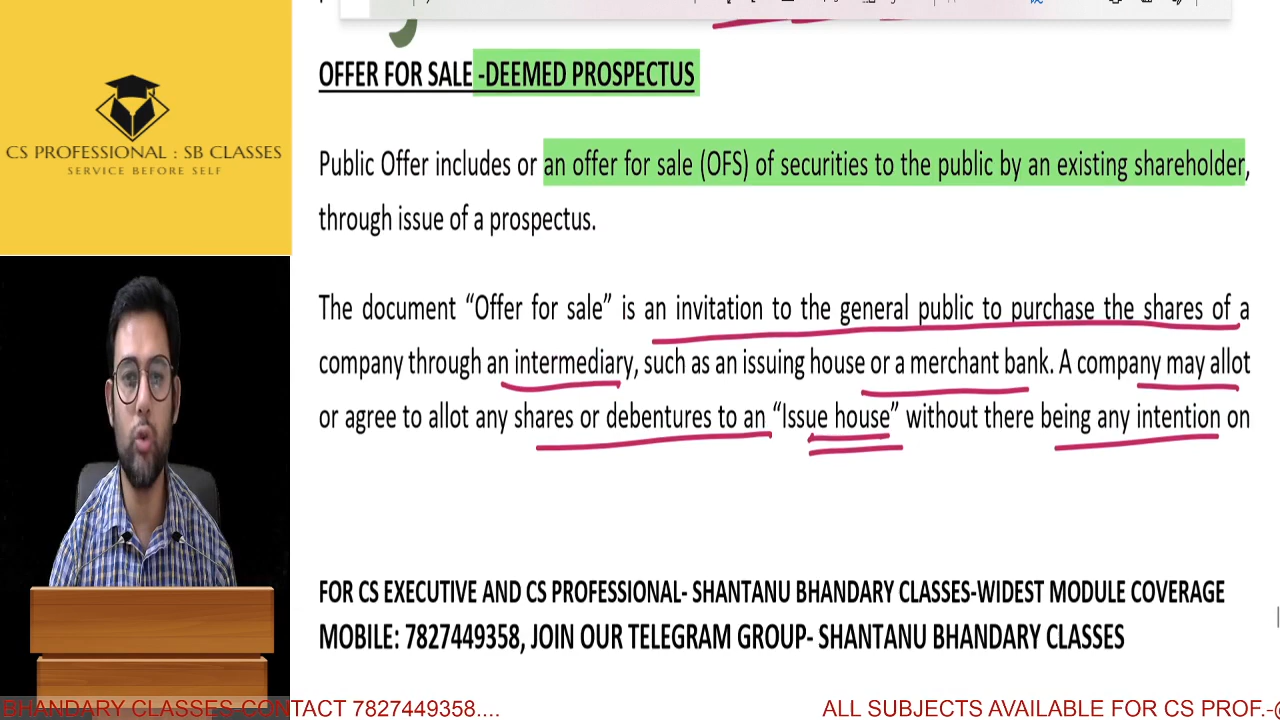 OFFER FOR SALE -DEEMED PROSPECTUS
Public Offer includes or an offer for sale (OFS) of securities to the public by an existing shareholder,
through issue of a prospectus.
The document “Offer for sale” is an invitation to the general public to purchase the shares of a
company through an intermediary, such as an issuing house or a merchant bank. A company may allot
or agree to allot any shares or debentures to an “Issue house” without there being any intention on
FOR CS EXECUTIVE AND CS PROFESSIONAL- SHANTANU BHANDARY CLASSES-WIDEST MODULE COVERAGE
MOBILE: 7827449358, JOIN OUR TELEGRAM GROUP- SHANTANU BHANDARY CLASSES
CS PROFESSIONAL : SB CLASSES
SERVICE BEFORE SELF
BHANDARY CLASSES-CONTACT 7827449358....
ALL SUBJECTS AVAILABLE FOR CS PROF.-@